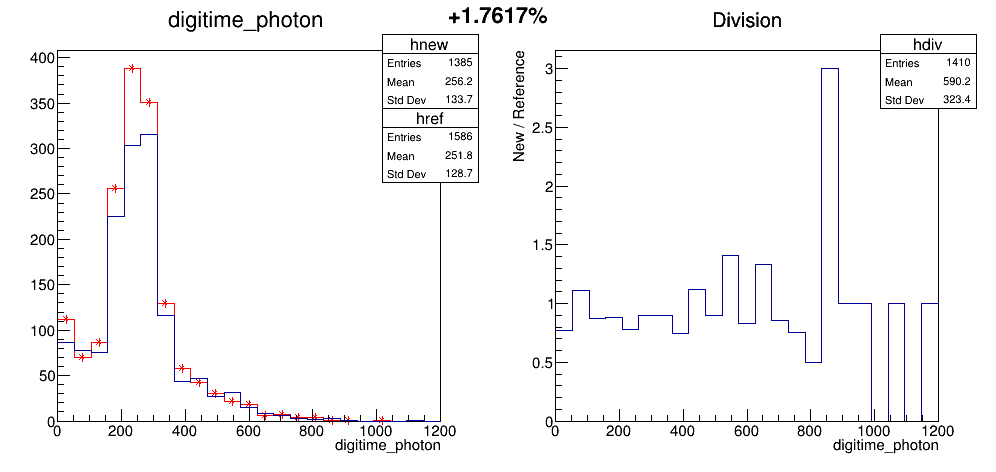 digitime_photon
+1.7617%
Division
hnew
Entries 1385
Mean 256.2
Std Dev 133.7
href
Entries 1586
Mean 251.8
Std Dev 128.7
400
350
300
250
200
150
100
50
0
0 200 400 600 800 1000 1200
digitime_photon
hdiv
Entries 1410
Mean 590.2
Std Dev 323.4
New / Reference
3
2.5
2
1.5
1
0.5
0
0 200 400 600 800 1000 1200
digitime_photon